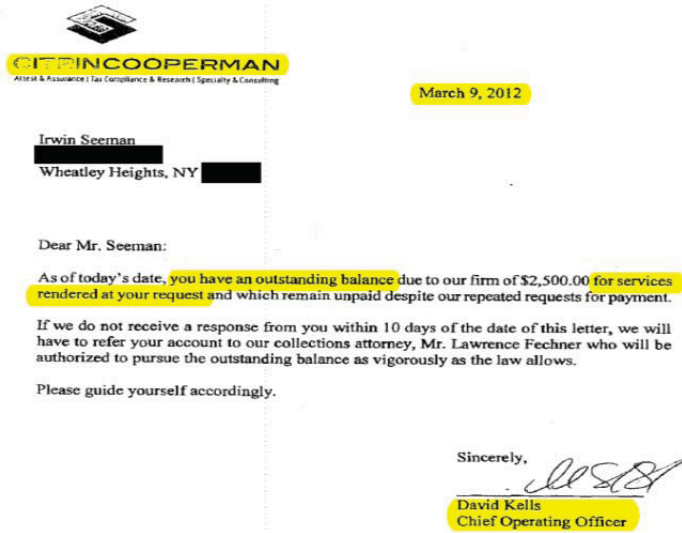 CITRINCOOPERMAN
Attest & Assurance | Tax Compliance & Research | Specialty & Consulting
March 9, 2012
Irwin Seeman
Wheatley Heights, NY
Dear Mr. Seeman:
As of today's date, you have an outstanding balance due to our firm of $2,500.00 for services
rendered at your request and which remain unpaid despite our repeated requests for payment.
If we do not receive a response from you within 10 days of the date of this letter, we will
have to refer your account to our collections attorney, Mr. Lawrence Fechner who will be
authorized to pursue the outstanding balance as vigorously as the law allows.
Please guide yourself accordingly.
Sincerely,
David Kells
Chief Operating Officer